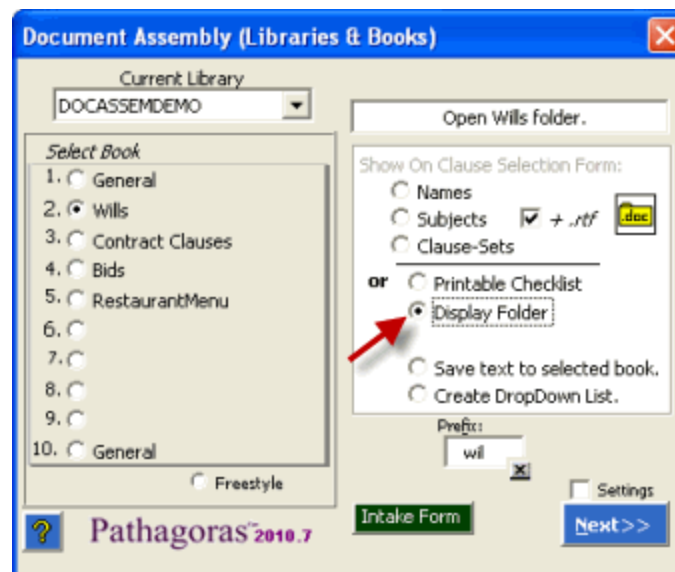 Document Assembly (Libraries & Books)
Current Library
DOCASSEMDEMO
Select Book
1. General
2. Wills
3. Contract Clauses
4. Bids
5. RestaurantMenu
6.
7.
8.
9.
10. General
Freestyle
? Pathagoras™ 2010.7
Open Wills folder.
Show On Clause Selection Form:
Names
Subjects + .rtf .doc
Clause-Sets
or Printable Checklist
Display Folder
Save text to selected book.
Create DropDown List.
Prefix:
wil
x
Settings
Intake Form Next>>